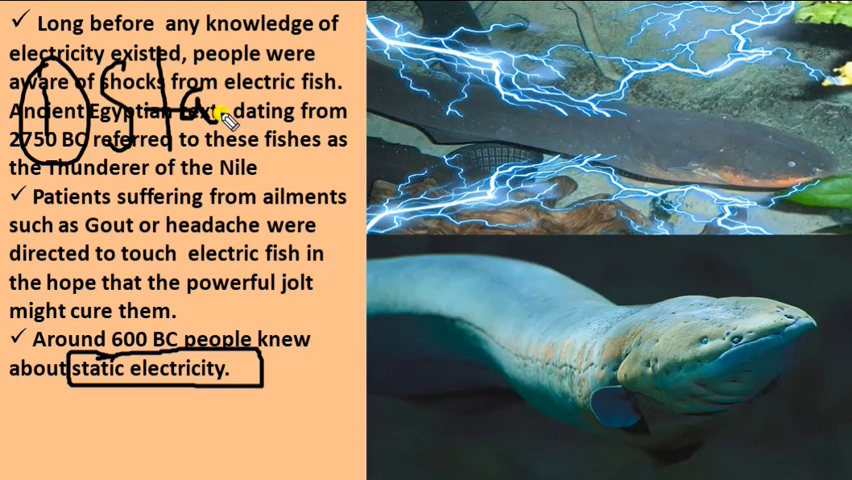 ✓ Long before any knowledge of
electricity existed, people were
aware of shocks from electric fish.
Ancient Egyptian texts dating from
2750 BC referred to these fishes as
the Thunderer of the Nile
✓ Patients suffering from ailments
such as Gout or headache were
directed to touch electric fish in
the hope that the powerful jolt
might cure them.
✓ Around 600 BC people knew
about static electricity.
① Sta